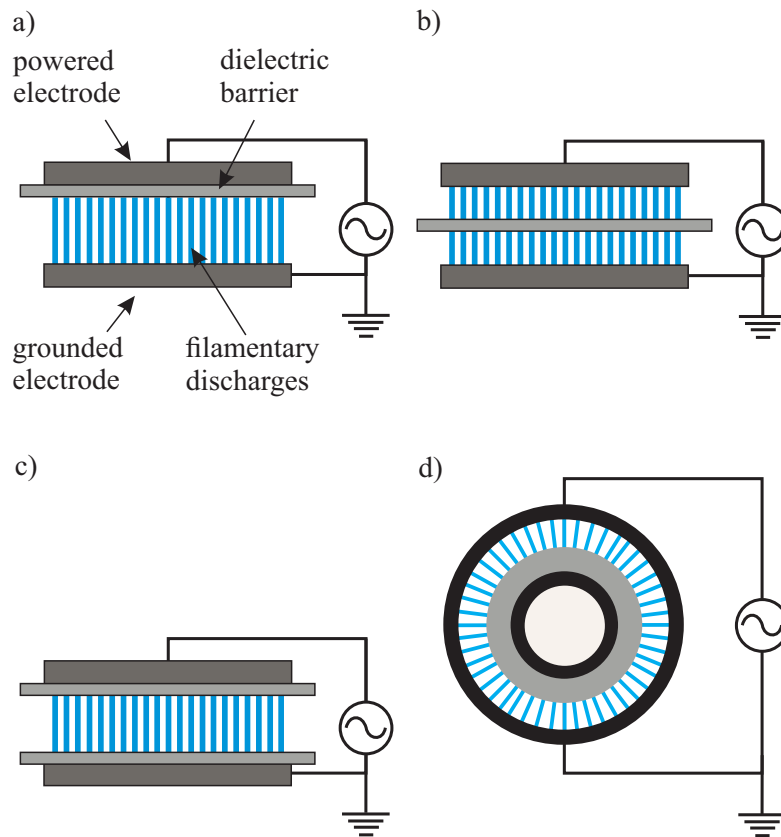 a)
powered
electrode
dielectric
barrier
b)
grounded
electrode
filamentary
discharges
c)
d)